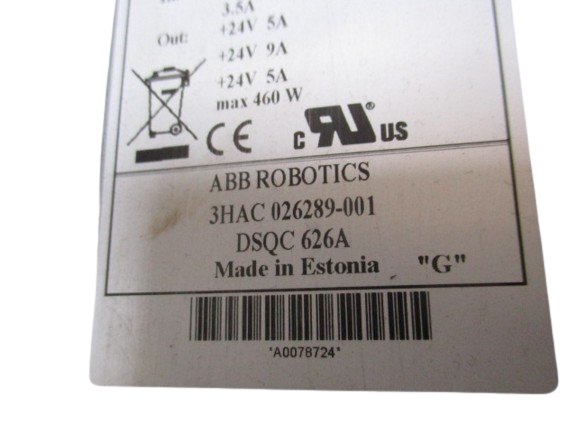 3.5A
Out: +24V 5A
+24V 9A
+24V 5A
max 460 W
CE c RU ® US
ABB ROBOTICS
3HAC 026289-001
DSQC 626A
Made in Estonia "G"
*A0078724*